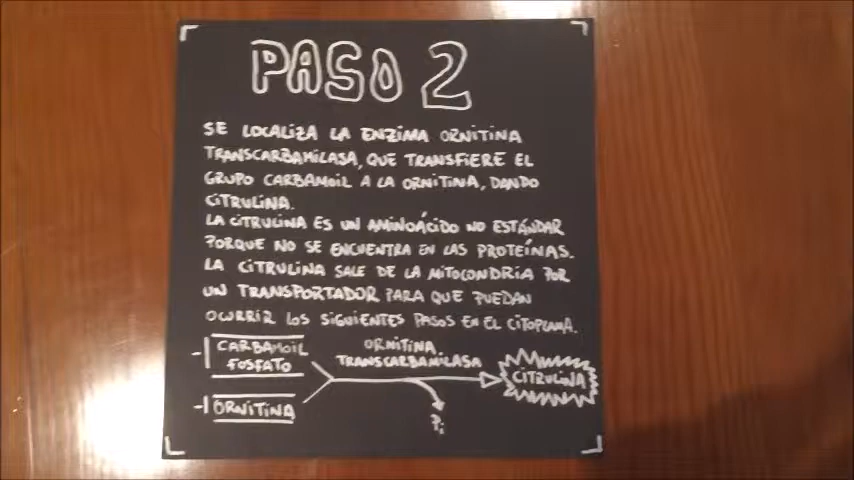 PASO 2
SE LOCALIZA LA ENZIMA ORNITINA
TRANSCARBAMILASA, QUE TRANSFIERE EL
GRUPO CARBAMOIL A LA ORNITINA, DANDO
CITRULINA.
LA CITRULINA ES UN AMINOÁCIDO NO ESTÁNDAR
PORQUE NO SE ENCUENTRA EN LAS PROTEÍNAS.
LA CITRULINA SALE DE LA MITOCONDRIA POR
UN TRANSPORTADOR PARA QUE PUEDAN
OCURRIR LOS SIGUIENTES PASOS EN EL CITOPLAMA.
- CARBAMOIL
FOSFATO
ORNITINA
TRANSCARBAMILASA
CITRULINA
- ORNITINA
Pi